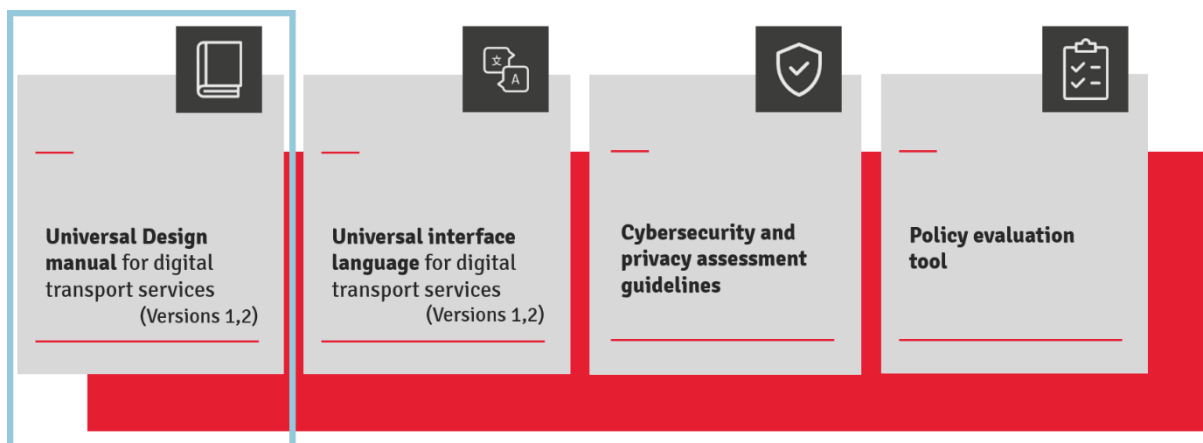 文
A
Universal Design
manual for digital
transport services
(Versions 1,2)
Universal interface
language for digital
transport services
(Versions 1,2)
Cybersecurity and
privacy assessment
guidelines
Policy evaluation
tool